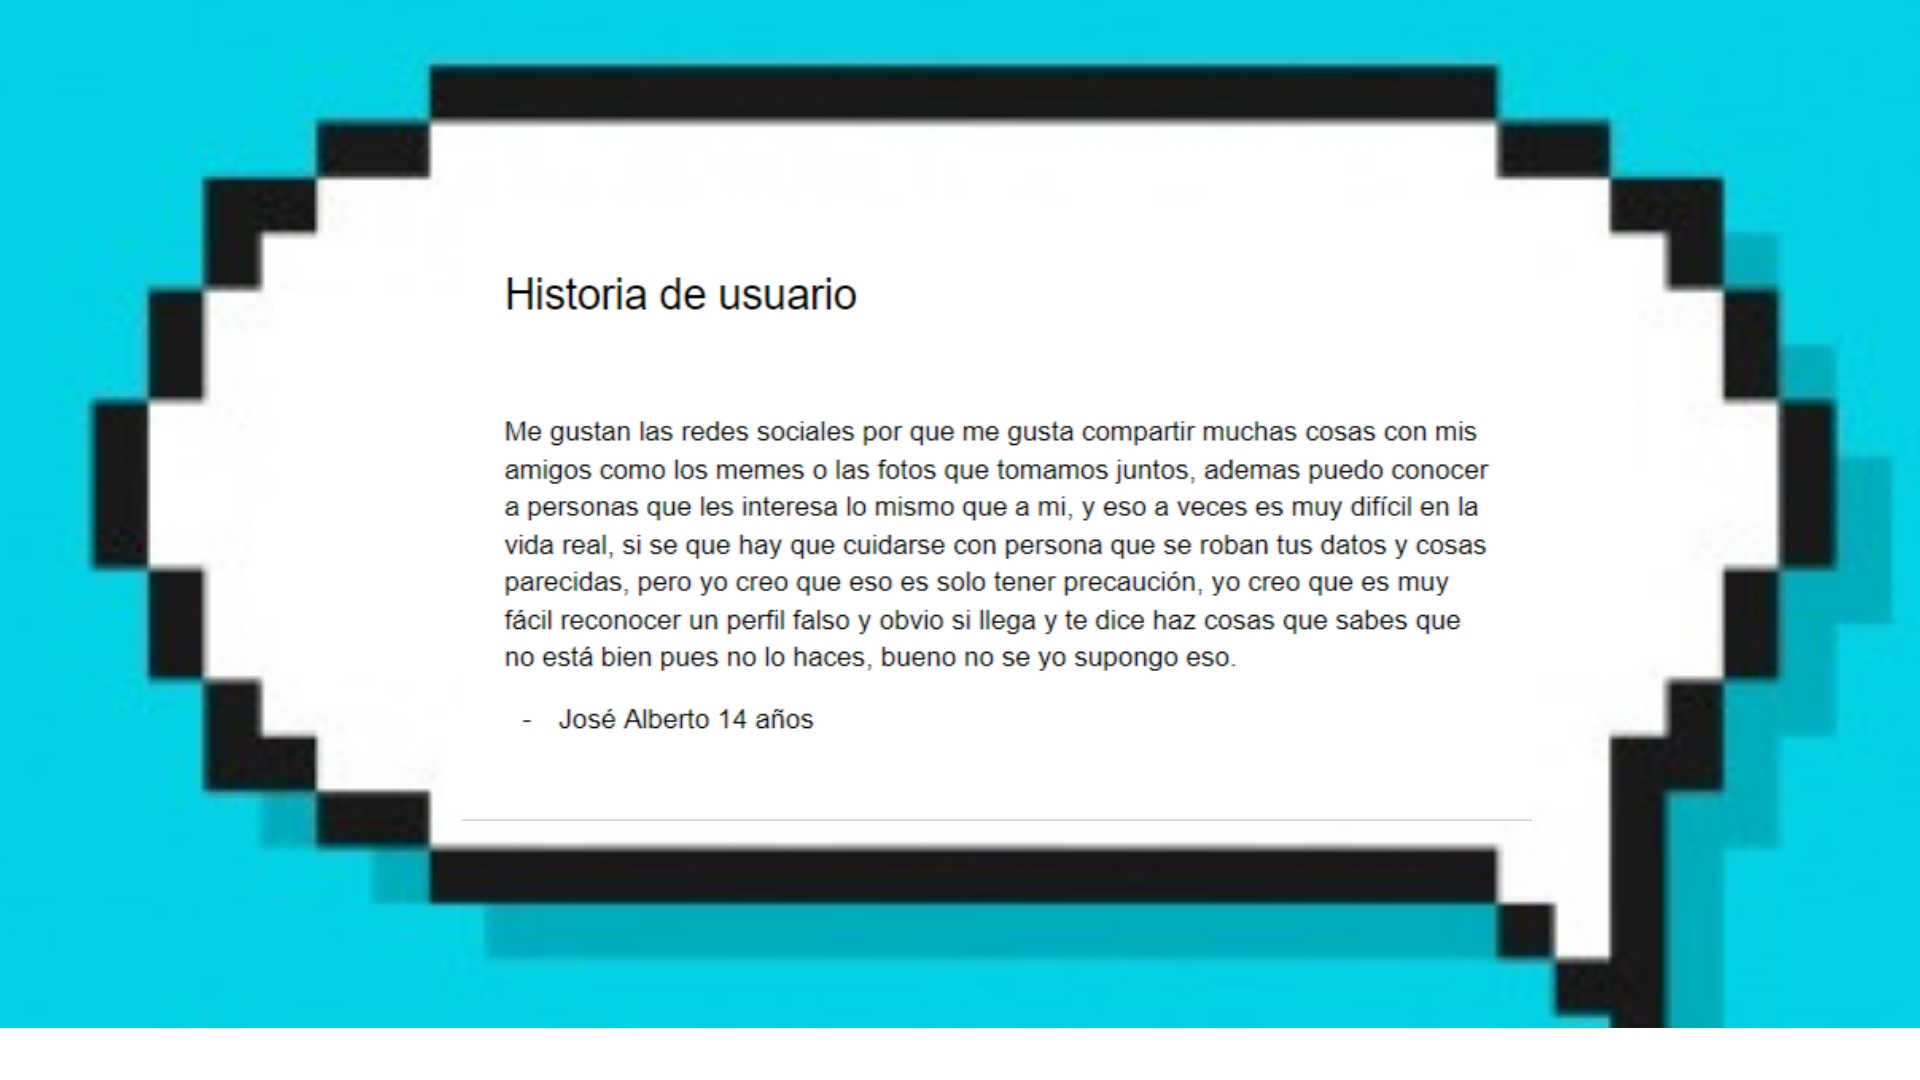 Historia de usuario
Me gustan las redes sociales por que me gusta compartir muchas cosas con mis
amigos como los memes o las fotos que tomamos juntos, ademas puedo conocer
a personas que les interesa lo mismo que a mi, y eso a veces es muy difícil en la
vida real, si se que hay que cuidarse con persona que se roban tus datos y cosas
parecidas, pero yo creo que eso es solo tener precaución, yo creo que es muy
fácil reconocer un perfil falso y obvio si llega y te dice haz cosas que sabes que
no está bien pues no lo haces, bueno no se yo supongo eso.
- José Alberto 14 años